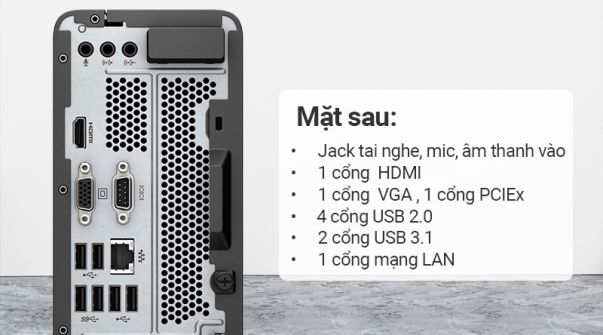 HDMI
IOIOI
SS
Mặt sau:
• Jack tai nghe, mic, âm thanh vào
• 1 cổng HDMI
• 1 cổng VGA , 1 cổng PCIEx
• 4 cổng USB 2.0
• 2 cổng USB 3.1
• 1 cổng mạng LAN